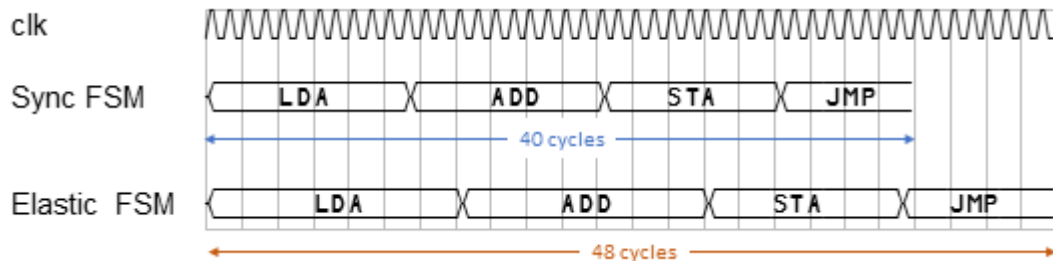 clk
Sync FSM LDA ADD STA JMP
40 cycles
Elastic FSM LDA ADD STA JMP
48 cycles